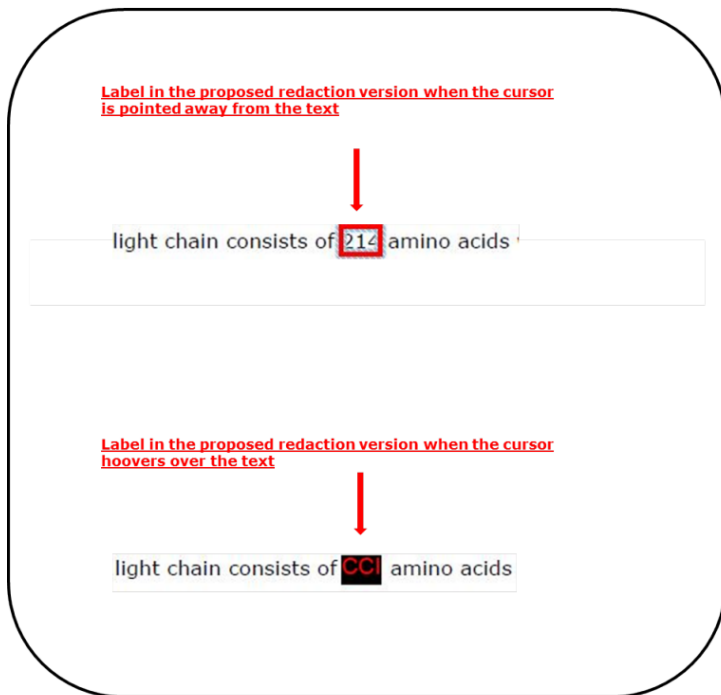 Label in the proposed redaction version when the cursor
is pointed away from the text
light chain consists of 214 amino acids
Label in the proposed redaction version when the cursor
hoovers over the text
light chain consists of CCI amino acids